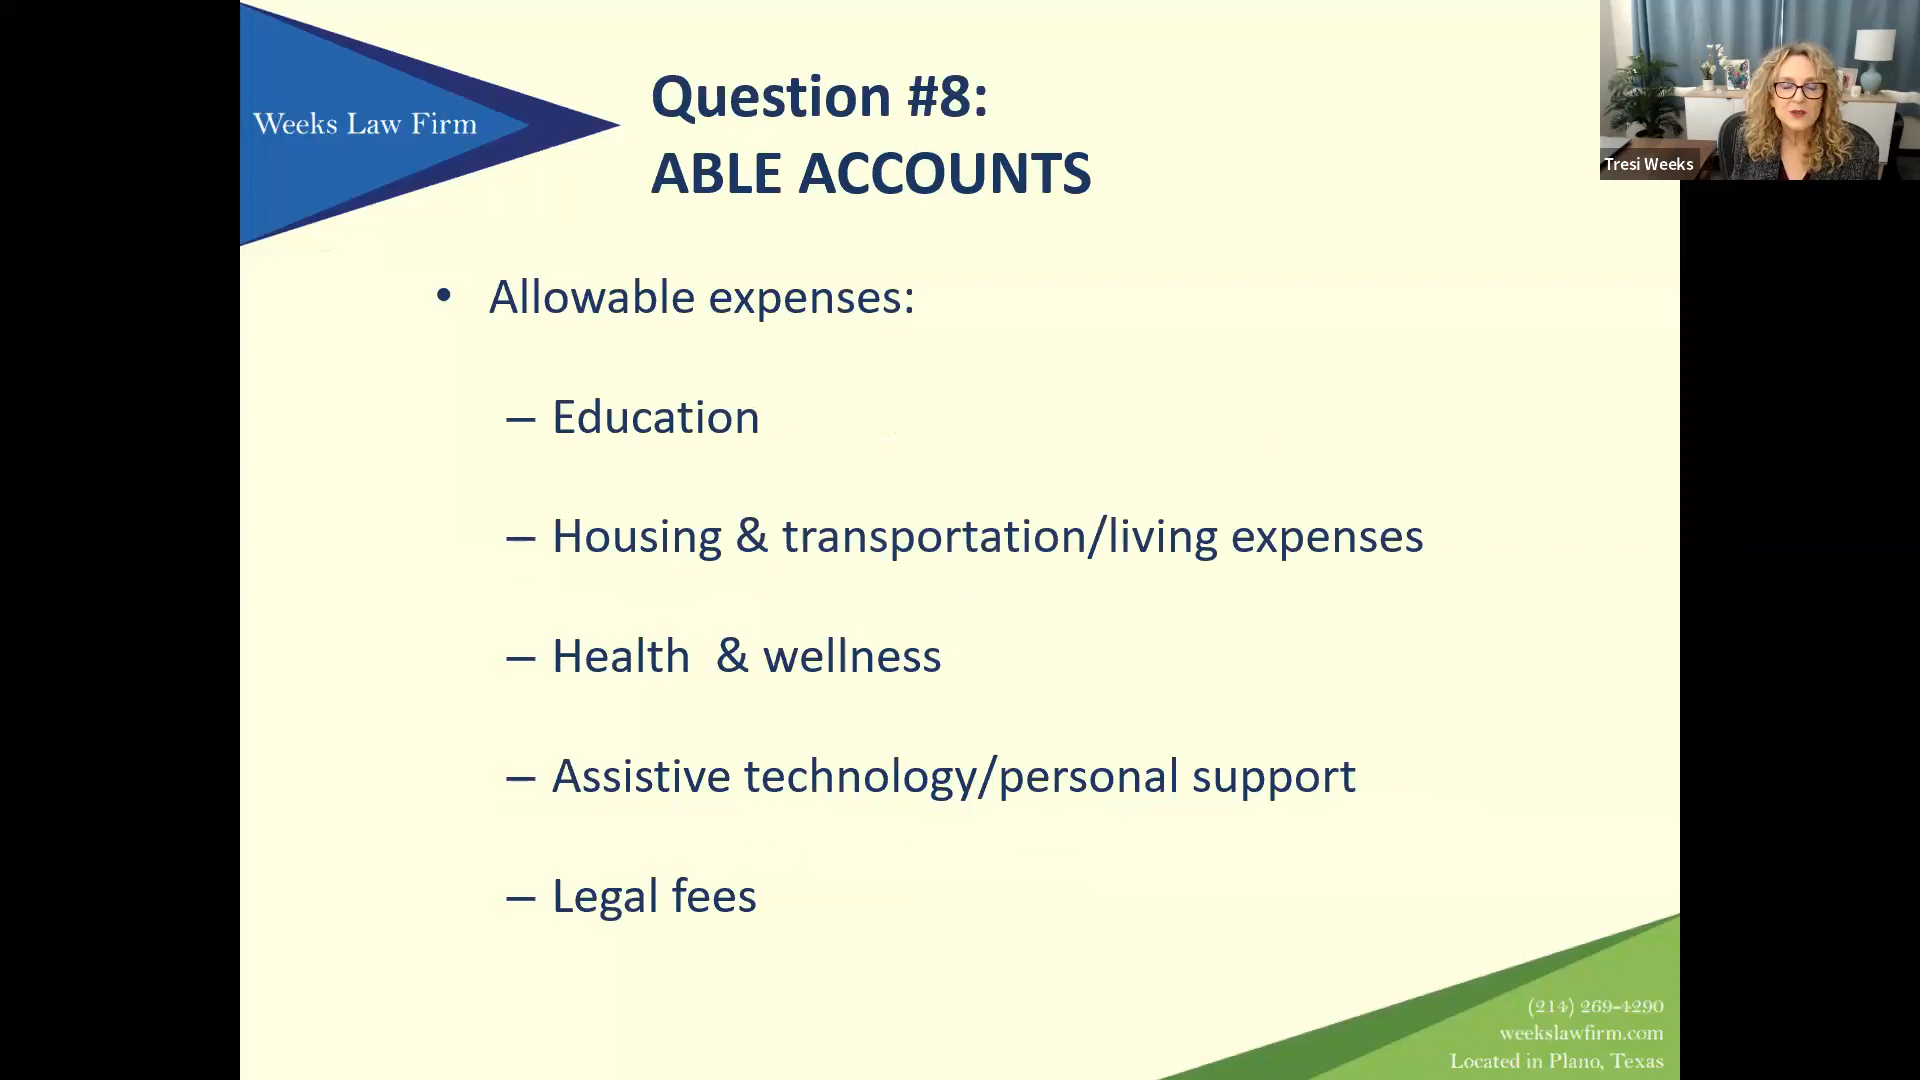 Weeks Law Firm
Question #8:
ABLE ACCOUNTS
Tresi Weeks
• Allowable expenses:
– Education
– Housing & transportation/living expenses
– Health & wellness
– Assistive technology/personal support
– Legal fees
(214) 269-4290
weekslawfirm.com
Located in Plano, Texas